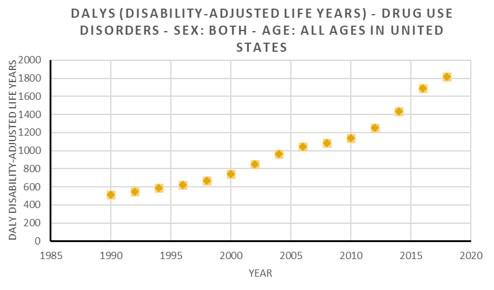 DALYS (DISABILITY-ADJUSTED LIFE YEARS) - DRUG USE
DISORDERS - SEX: BOTH - AGE: ALL AGES IN UNITED
STATES
DALY DISABILITY-ADJUSTED LIFE YEARS
2000
1800
1600
1400
1200
1000
800
600
400
200
0
1985 1990 1995 2000 2005 2010 2015 2020
YEAR